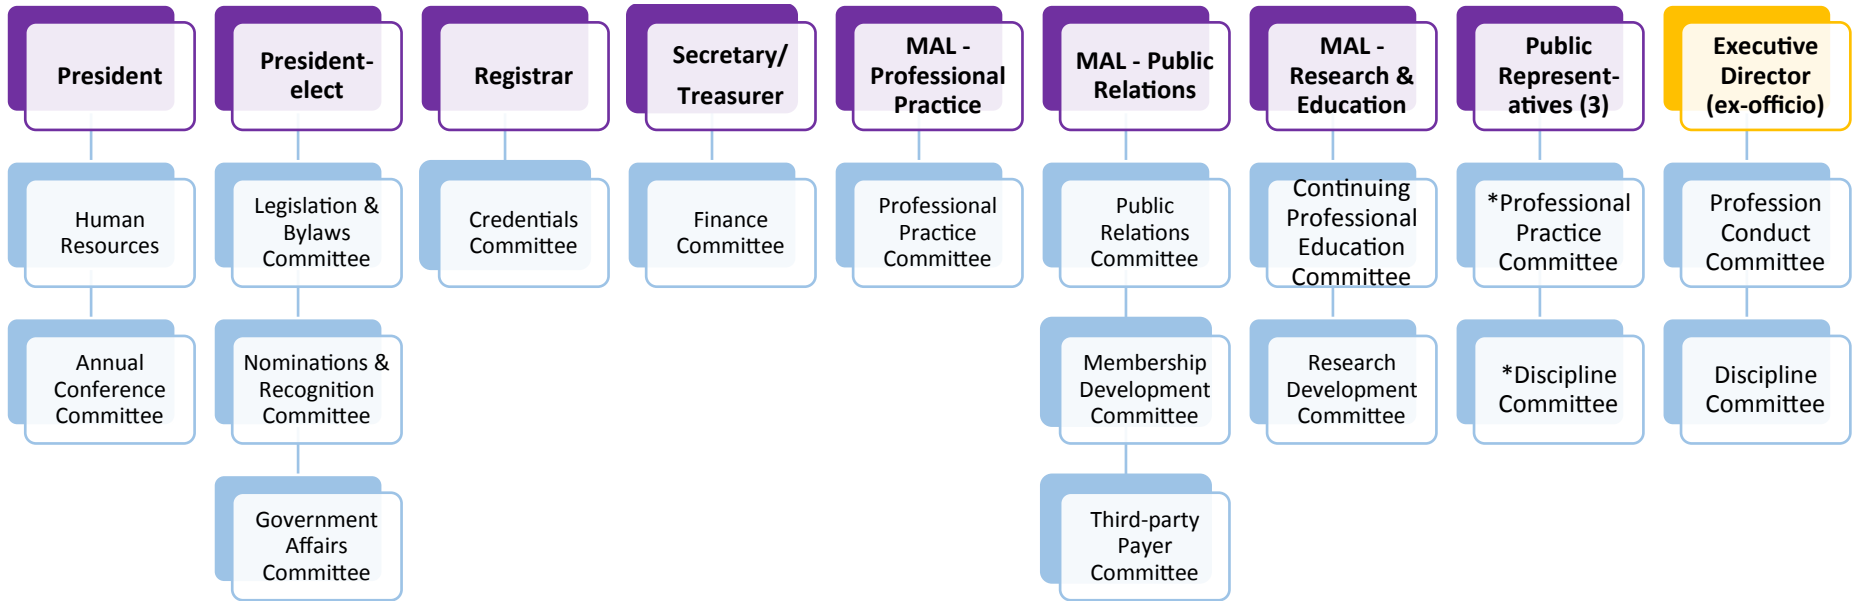 President
President-
elect
Registrar
Secretary/
Treasurer
MAL -
Professional
Practice
MAL - Public
Relations
MAL -
Research &
Education
Public
Represent-
atives (3)
Executive
Director
(ex-officio)
Human
Resources
Legislation &
Bylaws
Committee
Credentials
Committee
Finance
Committee
Professional
Practice
Committee
Public
Relations
Committee
Continuing
Professional
Education
Committee
*Professional
Practice
Committee
Profession
Conduct
Committee
Annual
Conference
Committee
Nominations &
Recognition
Committee
Membership
Development
Committee
Research
Development
Committee
*Discipline
Committee
Discipline
Committee
Government
Affairs
Committee
Third-party
Payer
Committee